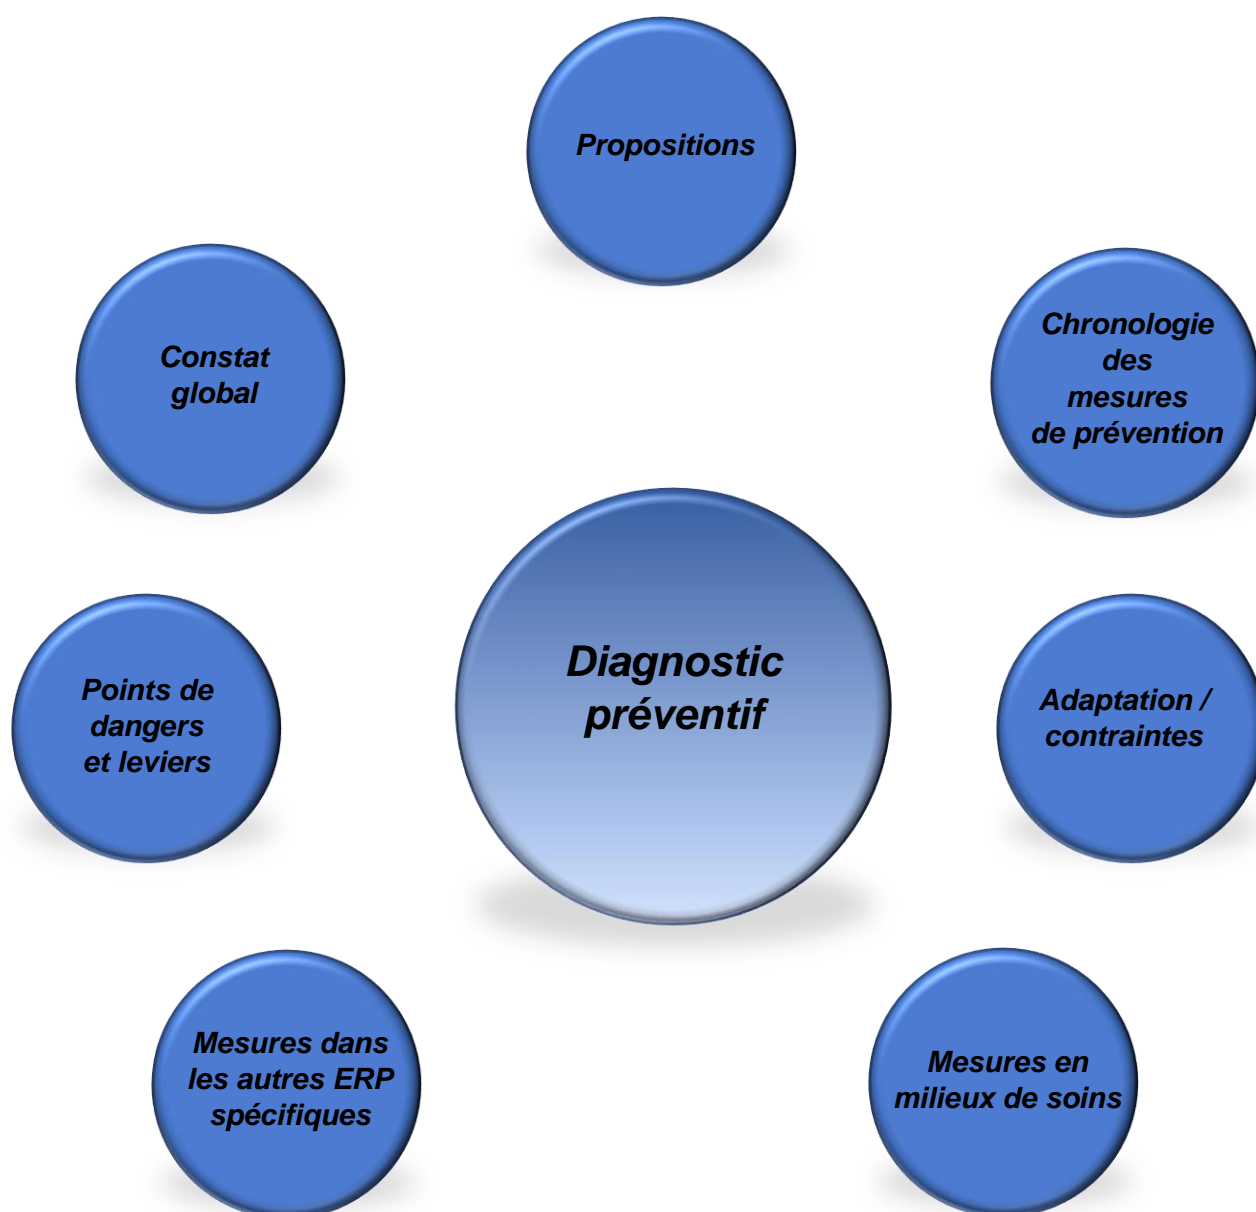 Propositions
Constat
global
Chronologie
des
mesures
de prévention
Diagnostic
préventif
Points de
dangers
et leviers
Adaptation /
contraintes
Mesures dans
les autres ERP
spécifiques
Mesures en
milieux de soins